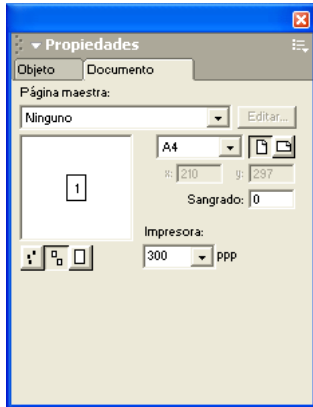 Propiedades
Objeto Documento
Página maestra:
Ninguno Editar...
1 A4
x: 210 y: 297
Sangrado: 0
Impresora:
300 ppp